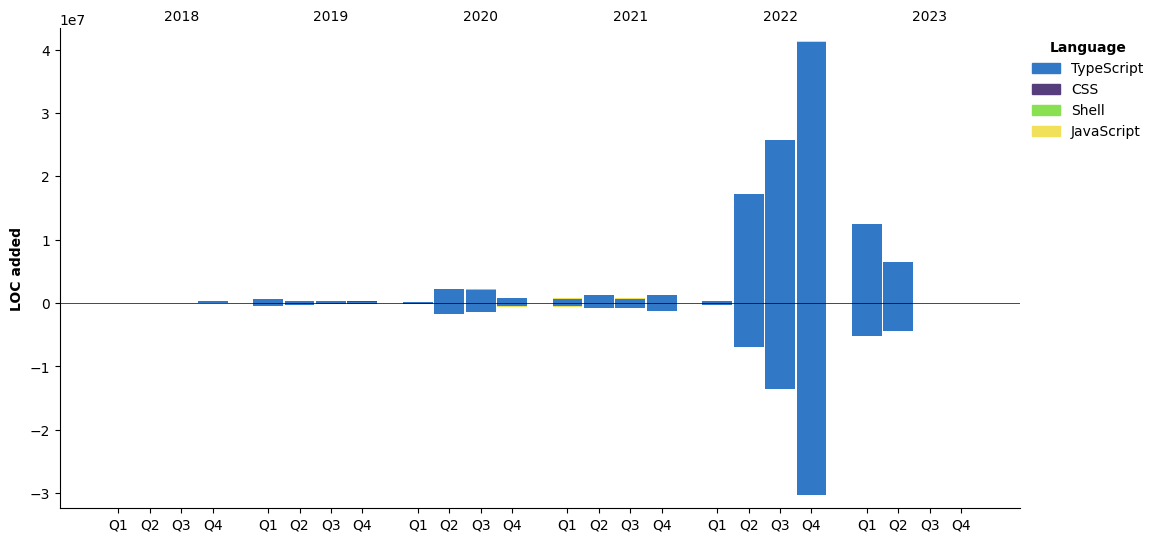 1e7
2018 2019 2020 2021 2022 2023
Language
TypeScript
CSS
Shell
JavaScript
LOC added
4
3
2
1
0
−1
−2
−3
Q1 Q2 Q3 Q4 Q1 Q2 Q3 Q4 Q1 Q2 Q3 Q4 Q1 Q2 Q3 Q4 Q1 Q2 Q3 Q4 Q1 Q2 Q3 Q4